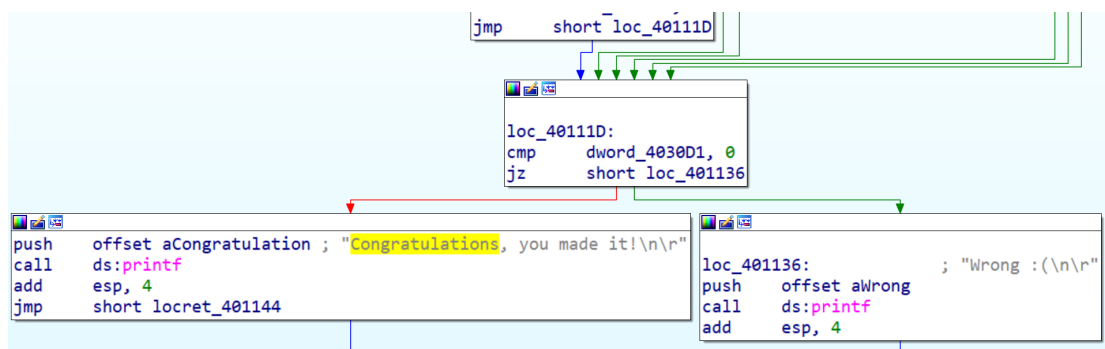 jmp     short loc_40111D
loc_40111D:
cmp     dword_4030D1, 0
jz      short loc_401136
push    offset aCongratulation ; "Congratulations, you made it!\n\r"
call    ds:printf
add     esp, 4
jmp     short locret_401144
loc_401136:             ; "Wrong :(\n\r"
push    offset aWrong
call    ds:printf
add     esp, 4